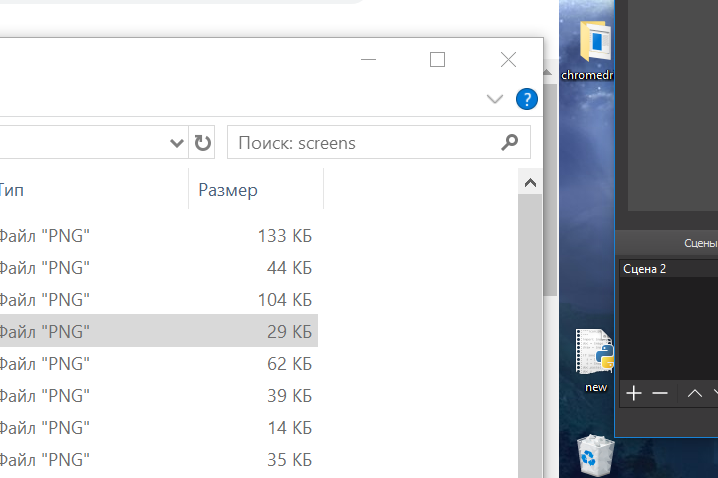 Поиск: screens
Тип Размер
Файл "PNG" 133 КБ
Файл "PNG" 44 КБ
Файл "PNG" 104 КБ
Файл "PNG" 29 КБ
Файл "PNG" 62 КБ
Файл "PNG" 39 КБ
Файл "PNG" 14 КБ
Файл "PNG" 35 КБ
chromedr
new
Сцены
Сцена 2